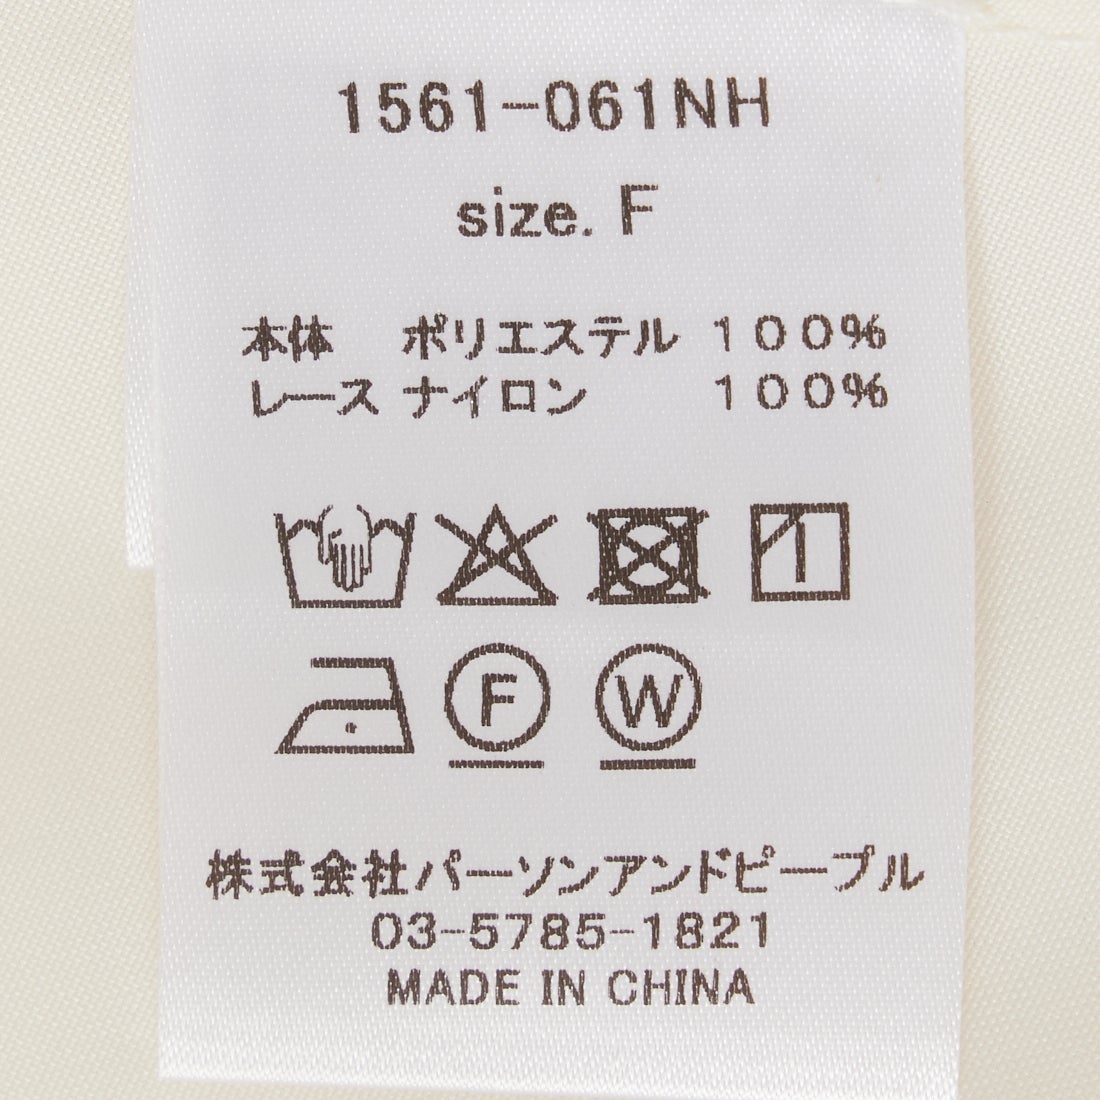 1561-061NH
size. F
本体 ポリエステル 100%
レース ナイロン 100%
F W
株式会社パーソンアンドピープル
03-5785-1821
MADE IN CHINA